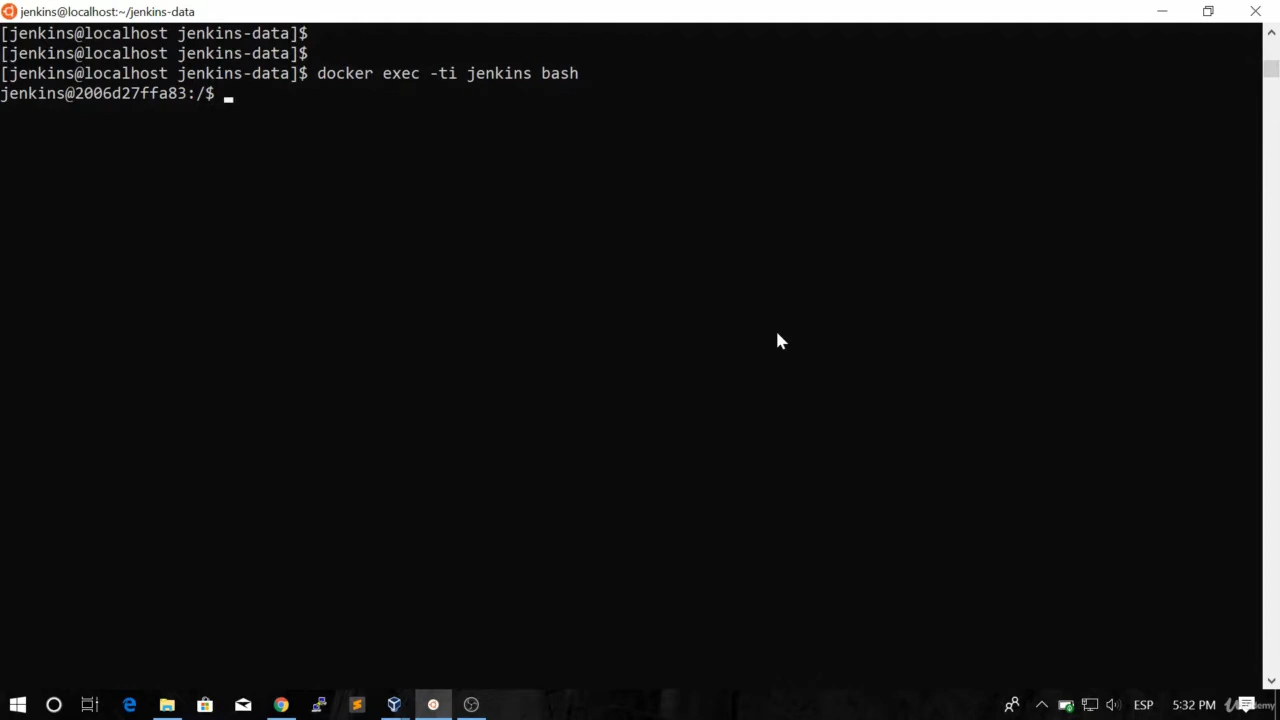 jenkins@localhost:~/jenkins-data
[jenkins@localhost jenkins-data]$
[jenkins@localhost jenkins-data]$
[jenkins@localhost jenkins-data]$ docker exec -ti jenkins bash
jenkins@2006d27ffa83:/$
ESP
5:32 PM